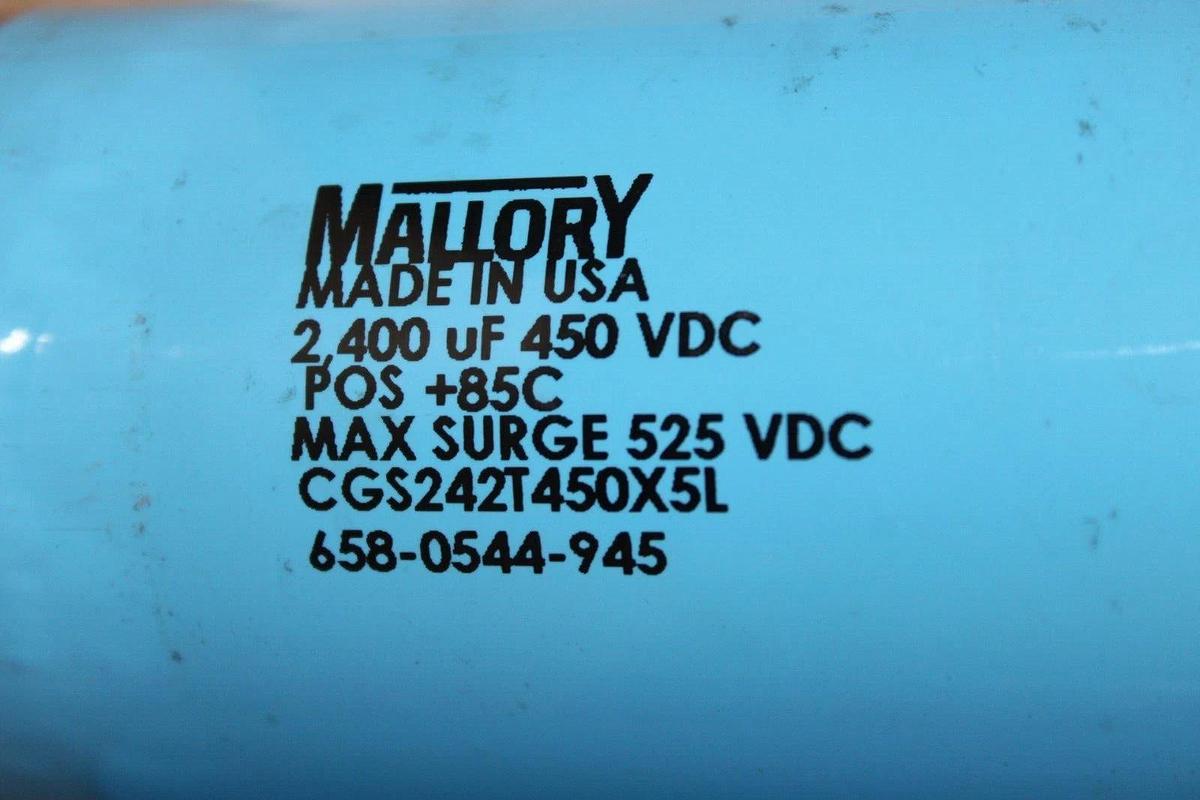 MALLORY
MADE IN USA
2,400 uF 450 VDC
POS +85C
MAX SURGE 525 VDC
CGS242T450X5L
658-0544-945